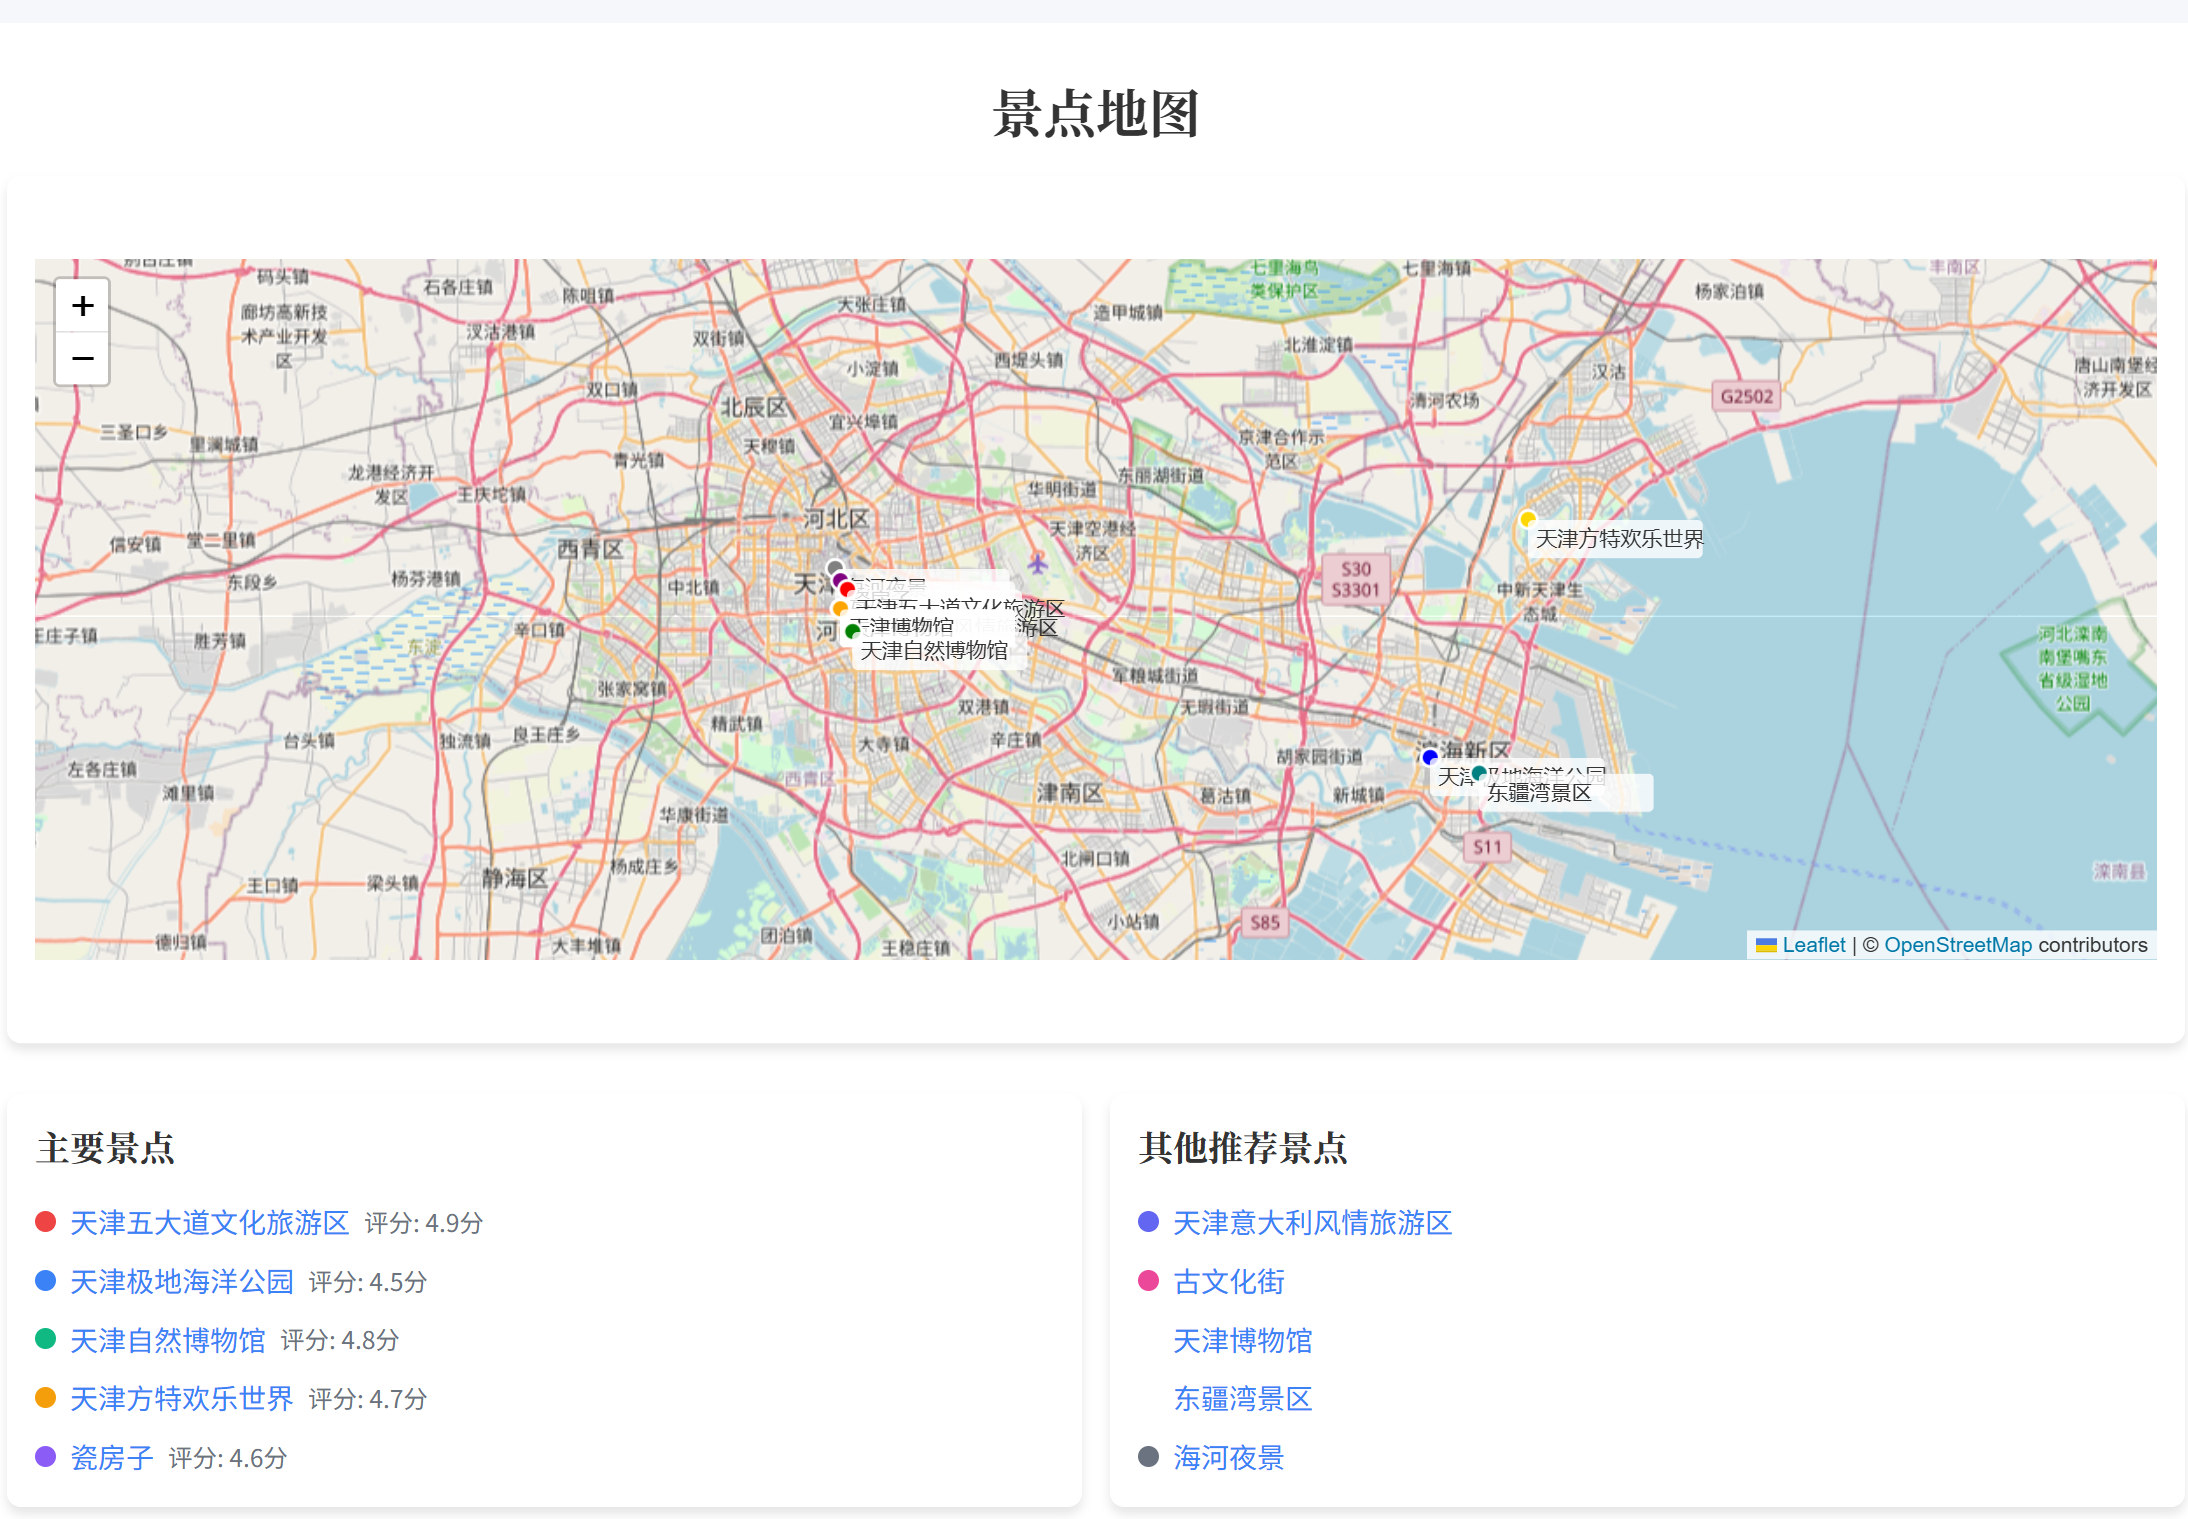 景点地图
别古庄镇
码头镇
石各庄镇
陈咀镇
大张庄镇
七里海鸟
类保护区
七里海镇
丰南区
+
−
廊坊高新技
术产业开发
区
汊沽港镇
双街镇
造甲城镇
杨家泊镇
北淮淀镇
西堤头镇
小淀镇
汉沽
唐山南堡经
济开发区
双口镇
北辰区
清河农场
G2502
三圣口乡
里澜城镇
宜兴埠镇
天穆镇
京津合作示
范区
龙港经济开
发区
青光镇
东丽湖街道
王庆坨镇
华明街道
河北区
天津空港经
济区
信安镇
堂二里镇
西青区
天津方特欢乐世界
东段乡
杨芬港镇
中北镇
S30
S3301
中新天津生
态城
海河夜景
天津五大道文化旅游区
天津博物馆
天津自然博物馆
王庄子镇
胜芳镇
东淀
辛口镇
河北滦南
南堡嘴东
省级湿地
公园
军粮城街道
张家窝镇
双港镇
无瑕街道
精武镇
台头镇
独流镇
良王庄乡
大寺镇
辛庄镇
滨海新区
胡家园街道
左各庄镇
西青区
天津极地海洋公园
东疆湾景区
滩里镇
津南区
葛沽镇
新城镇
华康街道
S11
北闸口镇
王口镇
梁头镇
静海区
杨成庄乡
滦南县
德归镇
大丰堆镇
团泊镇
王稳庄镇
小站镇
S85
Leaflet | © OpenStreetMap contributors
主要景点
天津五大道文化旅游区 评分: 4.9分
天津极地海洋公园 评分: 4.5分
天津自然博物馆 评分: 4.8分
天津方特欢乐世界 评分: 4.7分
瓷房子 评分: 4.6分
其他推荐景点
天津意大利风情旅游区
古文化街
天津博物馆
东疆湾景区
海河夜景